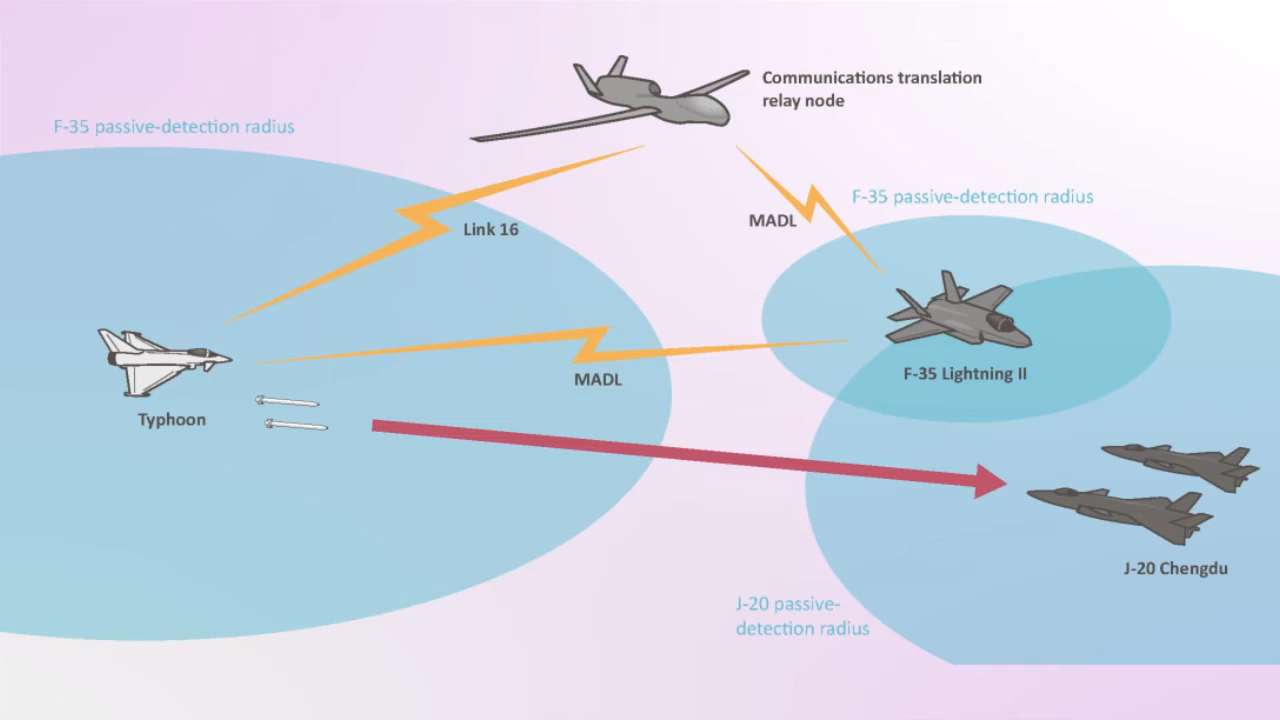 Communications translation
relay node
F-35 passive-detection radius
F-35 passive-detection radius
Link 16
MADL
MADL
F-35 Lightning II
Typhoon
J-20 Chengdu
J-20 passive-
detection radius